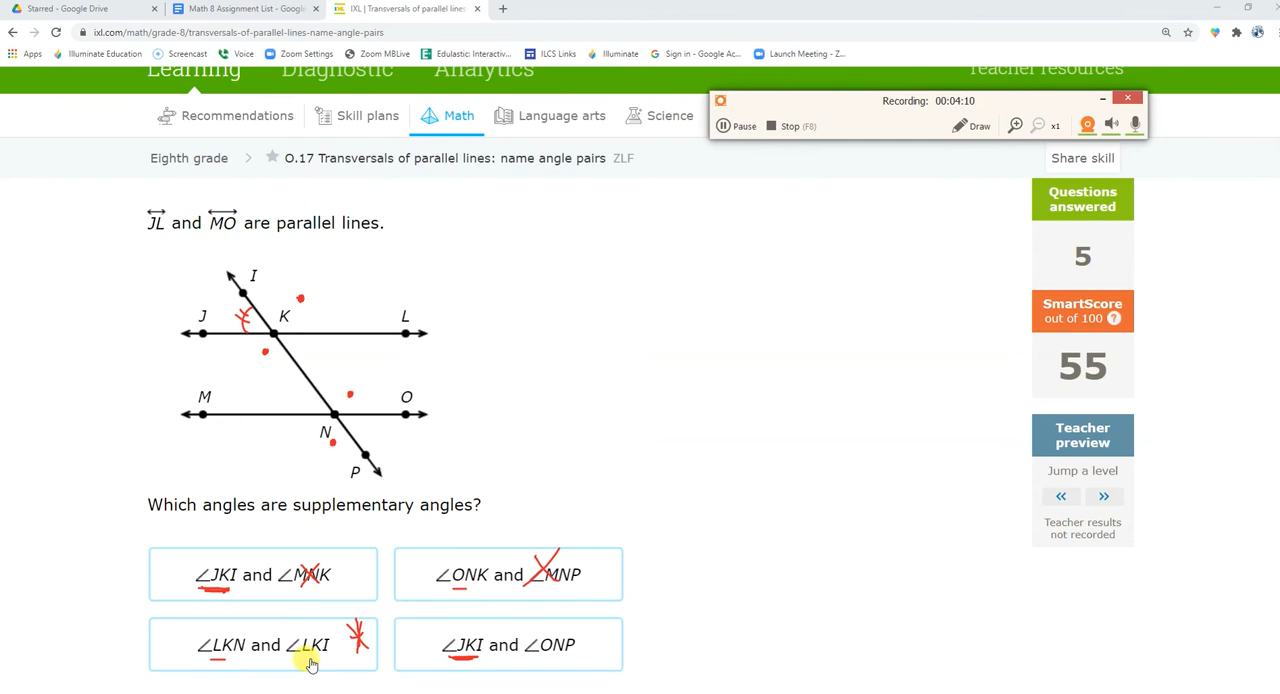 Starred - Google Drive × Math 8 Assignment List - Google × IXL | Transversals of parallel lines × +
ixl.com/math/grade-8/transversals-of-parallel-lines-name-angle-pairs
Apps Illuminate Education Screencast Voice Zoom Settings Zoom MBLive Edulastic: Interactiv... ILCS Links Illuminate Sign in - Google Ac... Launch Meeting - Z...
Learning Diagnostic Analytics Teacher resources
Recording: 00:04:10
Pause Stop (F8) Draw x1
Recommendations Skill plans Math Language arts Science
Eighth grade > O.17 Transversals of parallel lines: name angle pairs ZLF
Share skill
JL and MO are parallel lines.
I
J K L
M O
N
P
Which angles are supplementary angles?
∠JKI and ∠MNK
∠ONK and ∠MNP
∠LKN and ∠LKI
∠JKI and ∠ONP
Questions
answered
5
SmartScore
out of 100 ?
55
Teacher
preview
Jump a level
« »
Teacher results
not recorded